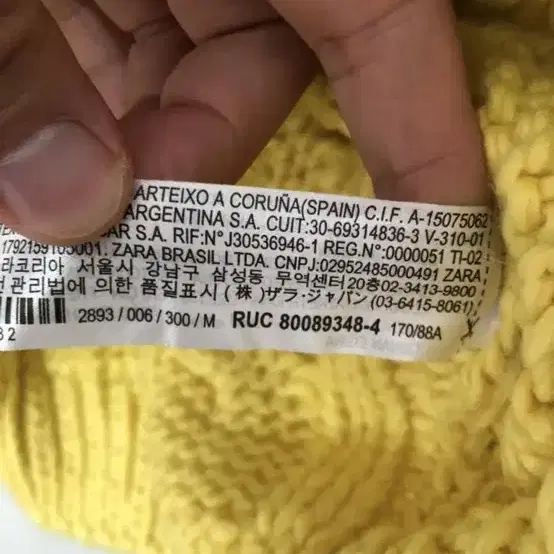 ARTEIXO A CORUÑA(SPAIN) C.I.F. A-15075062
ARGENTINA S.A. CUIT:30-69314836-3 V-310-01
S.A. RIF:N°J30536946-1 REG.N°:0000051 TI-02
1792159105001. ZARA BRASIL LTDA. CNPJ:02952485000491 ZARA
라코리아 서울시 강남구 삼성동 무역센터20층02-3413-9800
관리법에 의한 품질표시 (株)ザラ・ジャパン (03-6415-8061)
2893 / 006 / 300 / M RUC 80089348-4 170/88A